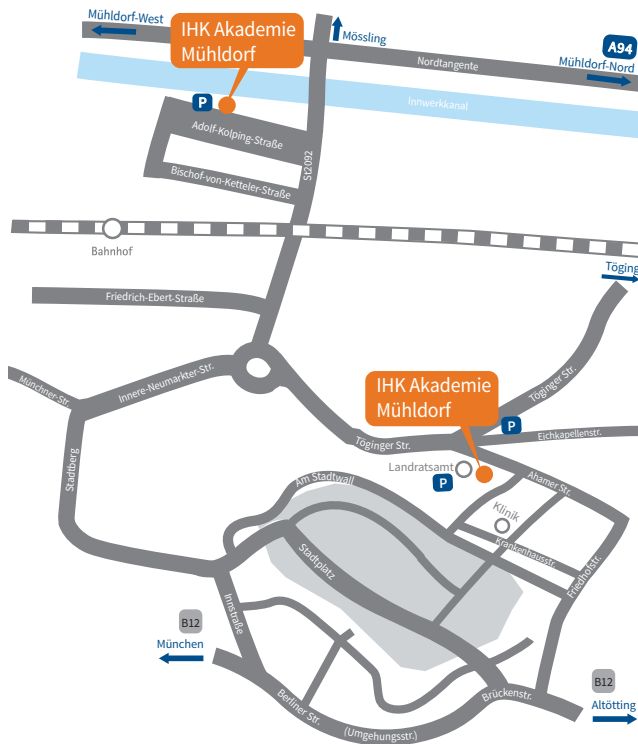 Mühldorf-West
IHK Akademie
Mühldorf
Mössling
A94
Nordtangente
Mühldorf-Nord
P
Innwerkkanal
Adolf-Kolping-Straße
St2092
Bischof-von-Ketteler-Straße
Bahnhof
Töging
Friedrich-Ebert-Straße
Münchner-Str.
Innere-Neumarkter-Str.
IHK Akademie
Mühldorf
Töginger Str.
P
Töginger Str.
Eichkapellenstr.
Stadtberg
Landratsamt
P
Am Stadtwall
Ahamer Str.
Klinik
Krankenhausstr.
Stadtplatz
Friedhofstr.
Innstraße
B12
München
B12
Altötting
Brückenstr.
Berliner Str.
(Umgehungsstr.)